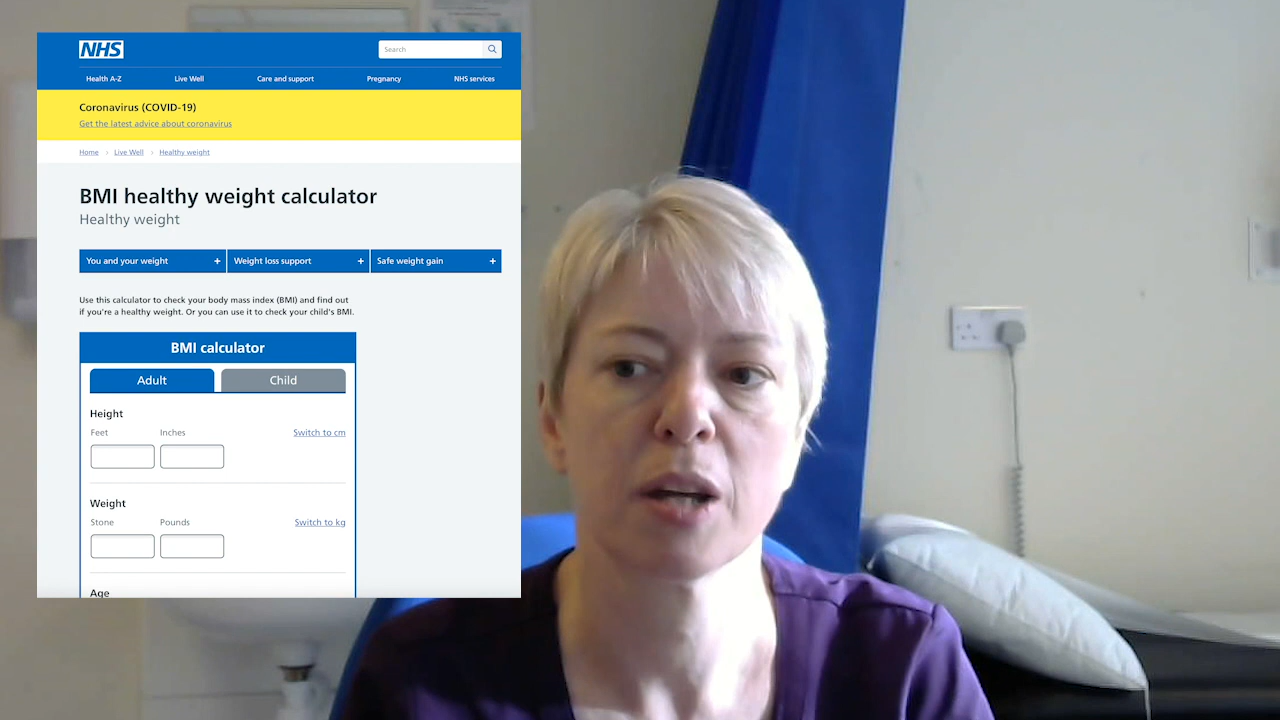 NHS
Search
Health A-Z Live Well Care and support Pregnancy NHS services
Coronavirus (COVID-19)
Get the latest advice about coronavirus
Home › Live Well › Healthy weight
BMI healthy weight calculator
Healthy weight
You and your weight + Weight loss support + Safe weight gain +
Use this calculator to check your body mass index (BMI) and find out
if you're a healthy weight. Or you can use it to check your child's BMI.
BMI calculator
Adult Child
Height
Feet Inches Switch to cm
Weight
Stone Pounds Switch to kg
Age